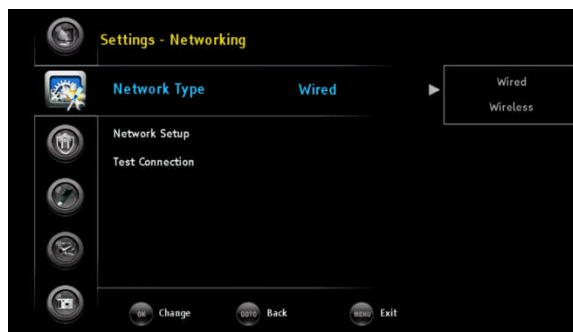 Settings - Networking
Network Type Wired
Wired
Wireless
Network Setup
Test Connection
OK Change GOTO Back MENU Exit